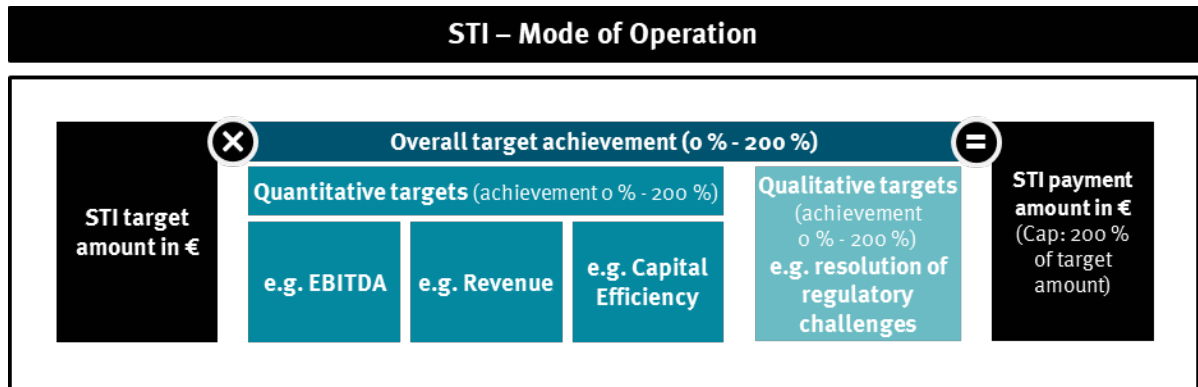 STI – Mode of Operation
STI target
amount in €
×
Overall target achievement (0 % - 200 %)
=
Quantitative targets (achievement 0 % - 200 %)
e.g. EBITDA
e.g. Revenue
e.g. Capital
Efficiency
Qualitative targets
(achievement
0 % - 200 %)
e.g. resolution of
regulatory
challenges
STI payment
amount in €
(Cap: 200 %
of target
amount)